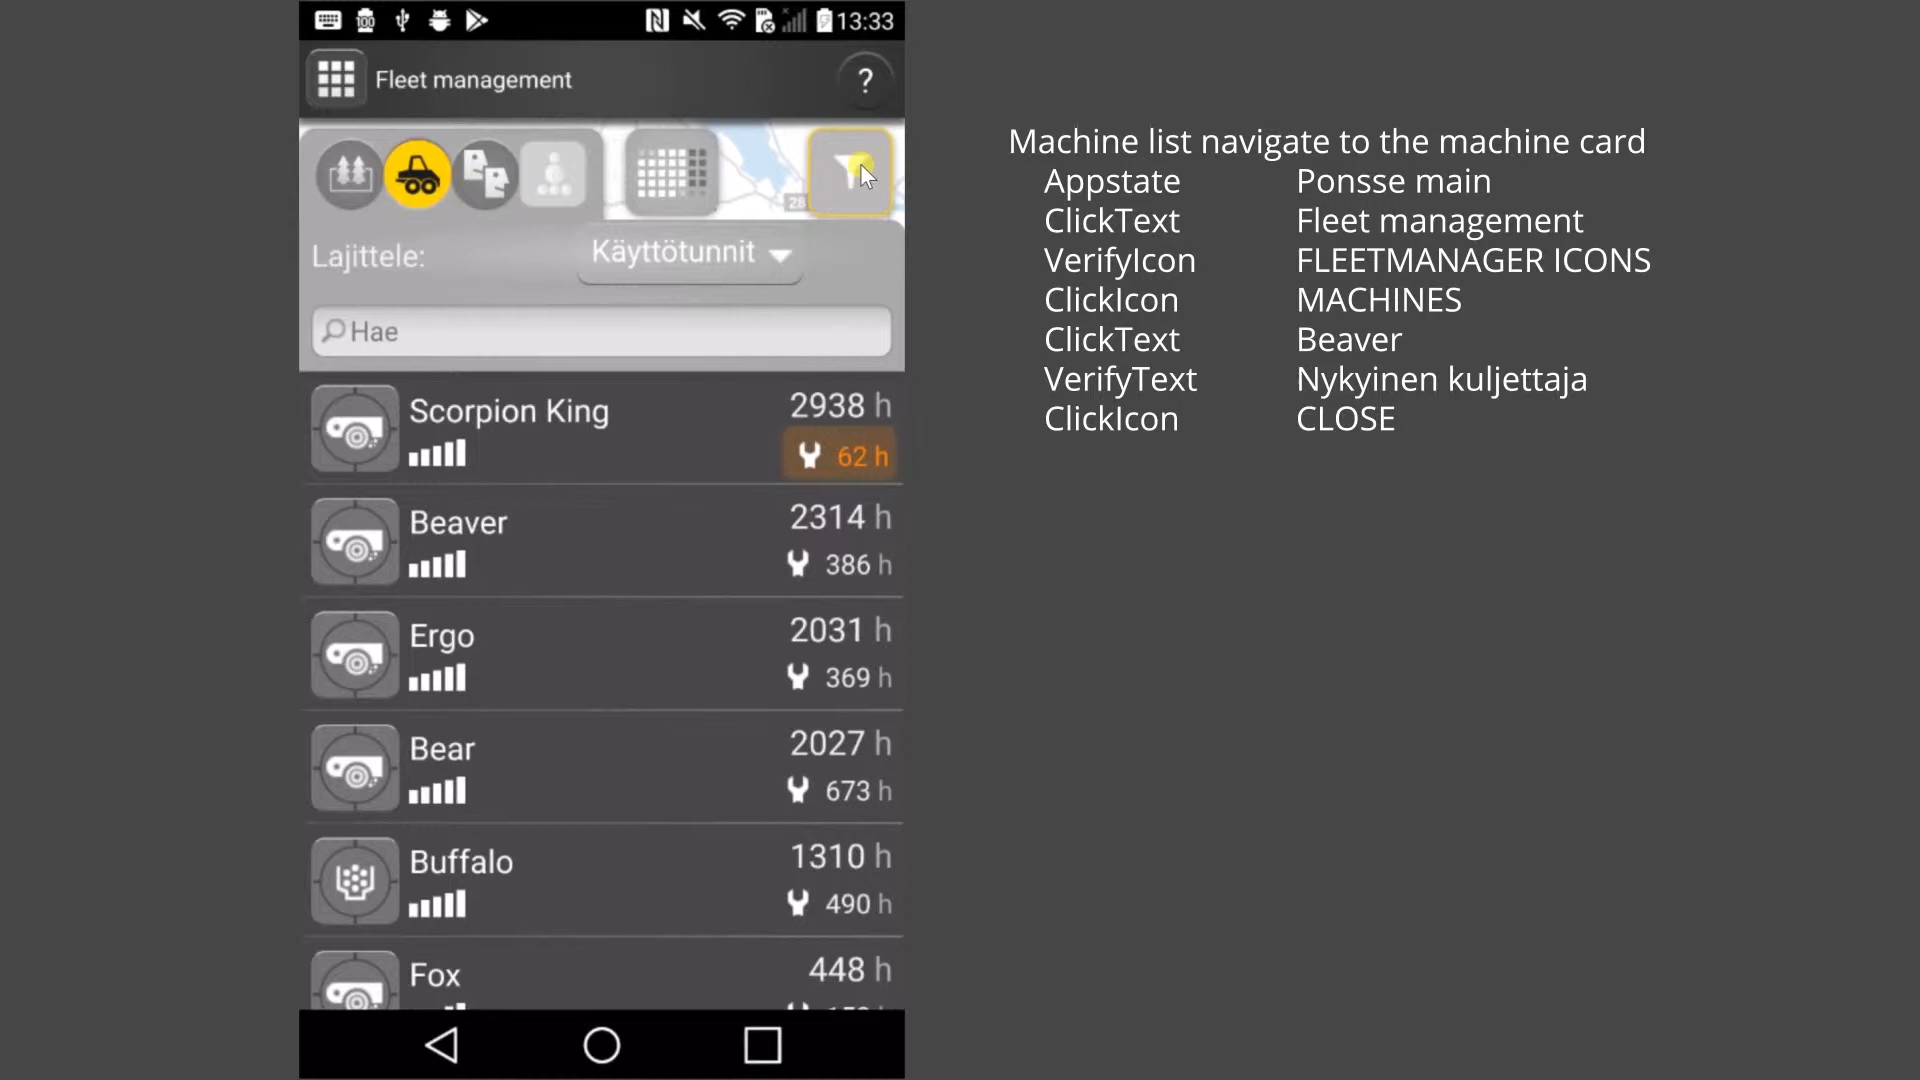 100 13:33
Fleet management ?
28
Lajittele: Käyttötunnit
Hae
Scorpion King 2938 h
62 h
Beaver 2314 h
386 h
Ergo 2031 h
369 h
Bear 2027 h
673 h
Buffalo 1310 h
490 h
Fox 448 h
Machine list navigate to the machine card
Appstate Ponsse main
ClickText Fleet management
VerifyIcon FLEETMANAGER ICONS
ClickIcon MACHINES
ClickText Beaver
VerifyText Nykyinen kuljettaja
ClickIcon CLOSE